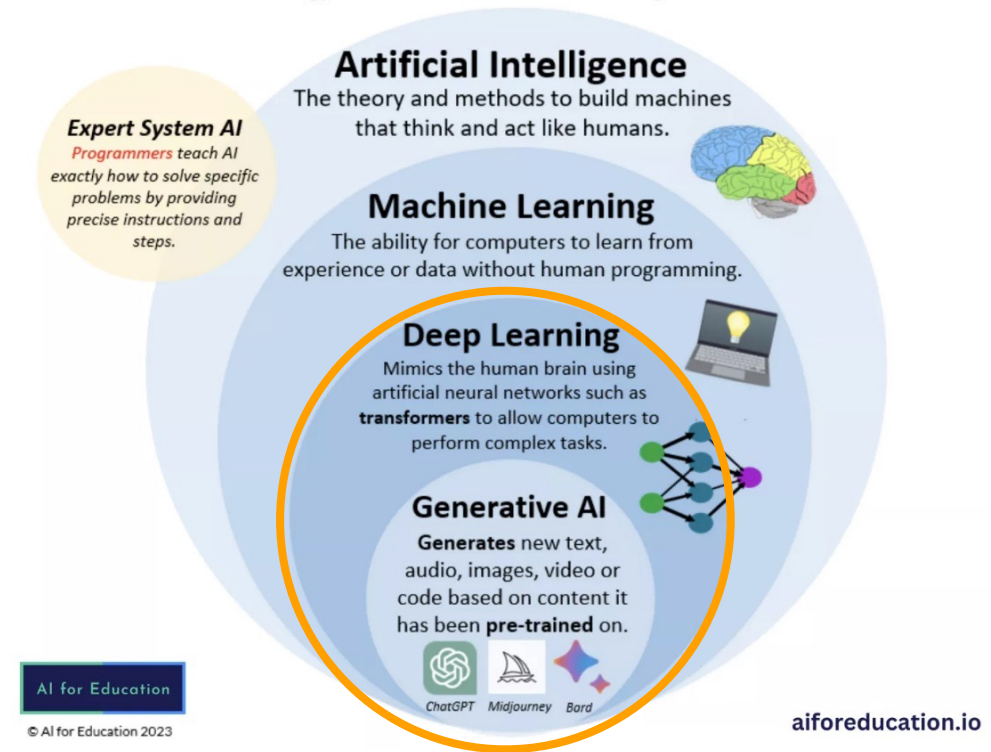 Artificial Intelligence
The theory and methods to build machines
that think and act like humans.
Expert System AI
Programmers teach AI
exactly how to solve specific
problems by providing
precise instructions and
steps.
Machine Learning
The ability for computers to learn from
experience or data without human programming.
Deep Learning
Mimics the human brain using
artificial neural networks such as
transformers to allow computers to
perform complex tasks.
Generative AI
Generates new text,
audio, images, video or
code based on content it
has been pre-trained on.
ChatGPT Midjourney Bard
AI for Education
© AI for Education 2023
aiforeducation.io